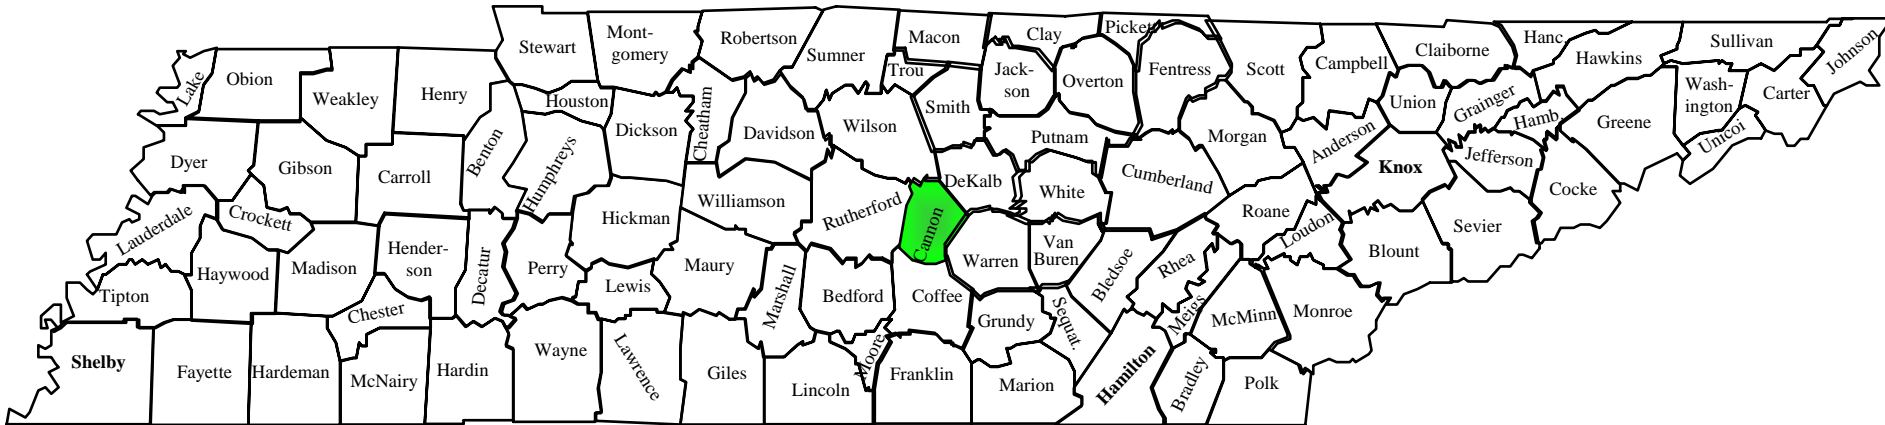 Stewart
Mont-
gomery
Robertson
Sumner
Macon
Clay
Pickett
Fentress
Scott
Campbell
Claiborne
Hanc.
Hawkins
Sullivan
Johnson
Lake
Obion
Weakley
Henry
Houston
Dickson
Cheatham
Davidson
Wilson
Trou
Smith
Jack-
son
Overton
Putnam
Morgan
Anderson
Union
Grainger
Hamb.
Greene
Wash-
ington
Unicoi
Carter
Dyer
Gibson
Carroll
Benton
Humphreys
Hickman
Williamson
Rutherford
Cannon
DeKalb
White
Cumberland
Roane
Loudon
Knox
Jefferson
Cocke
Sevier
Blount
Lauderdale
Crockett
Haywood
Madison
Hender-
son
Decatur
Perry
Lewis
Maury
Marshall
Bedford
Coffee
Warren
Van
Buren
Bledsoe
Rhea
Meigs
McMinn
Monroe
Tipton
Chester
Shelby
Fayette
Hardeman
McNairy
Hardin
Wayne
Lawrence
Giles
Lincoln
Moore
Franklin
Grundy
Sequat.
Marion
Hamilton
Bradley
Polk